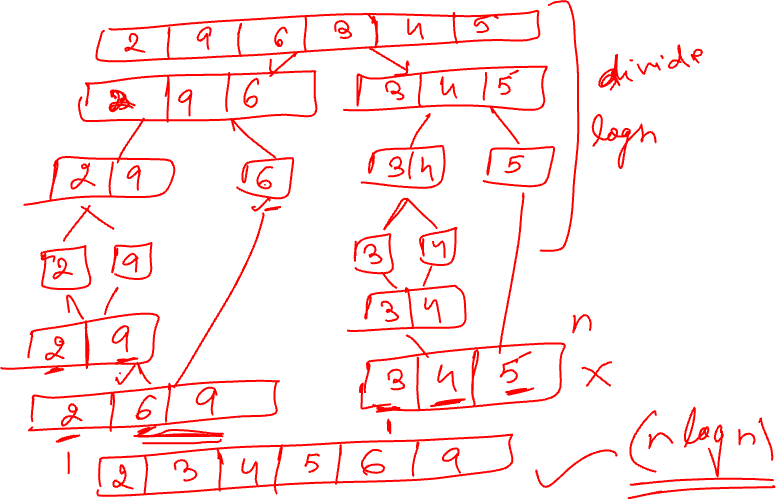 2 9 6 3 4 5
divide
2 9 6 3 4 5
logn
2 9 6 3 4 5
2 9 3 4
3 4
2 9
n
3 4 5
x
2 6 9
(n log n)
2 3 4 5 6 9